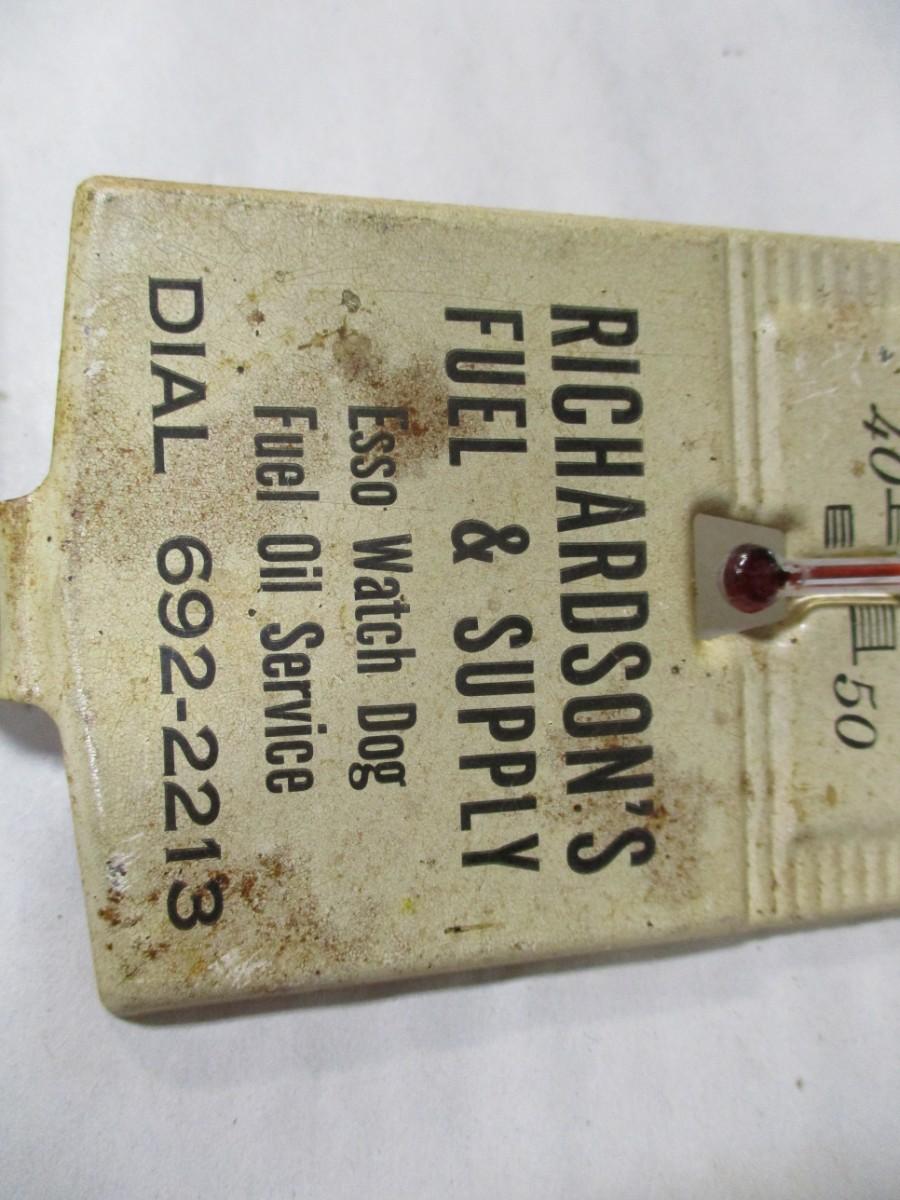 40 50
RICHARDSON'S
FUEL & SUPPLY
Esso Watch Dog
Fuel Oil Service
DIAL 692-2213